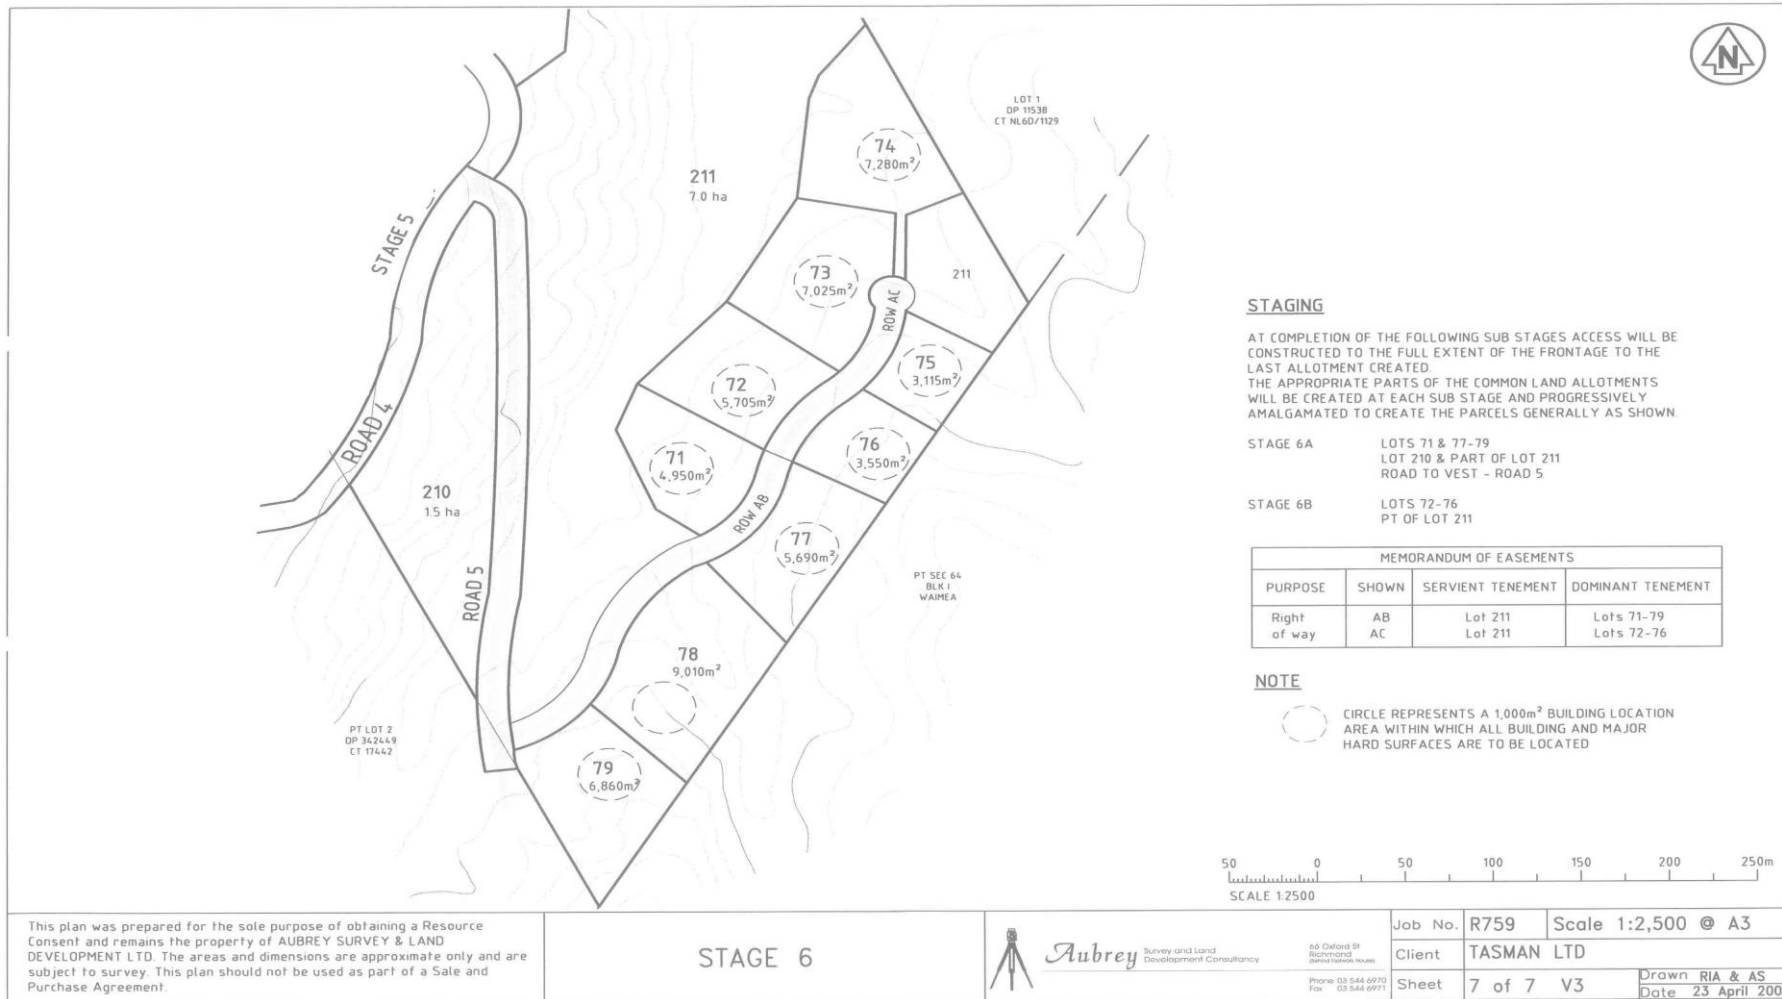 LOT 1
DP 11538
CT NL6D/1129
74
7,280m²
211
7.0 ha
STAGE 5
73
7,025m²
211
ROW AC
75
3,115m²
72
5,705m²
ROAD 4
76
3,550m²
71
4,950m²
210
1.5 ha
ROW AB
77
5,690m²
ROAD 5
PT SEC 64
BLK I
WAIMEA
78
9,010m²
PT LOT 2
DP 342449
CT 17442
79
6,860m²
N
STAGING
AT COMPLETION OF THE FOLLOWING SUB STAGES ACCESS WILL BE
CONSTRUCTED TO THE FULL EXTENT OF THE FRONTAGE TO THE
LAST ALLOTMENT CREATED.
THE APPROPRIATE PARTS OF THE COMMON LAND ALLOTMENTS
WILL BE CREATED AT EACH SUB STAGE AND PROGRESSIVELY
AMALGAMATED TO CREATE THE PARCELS GENERALLY AS SHOWN.
STAGE 6A LOTS 71 & 77-79
LOT 210 & PART OF LOT 211
ROAD TO VEST - ROAD 5
STAGE 6B LOTS 72-76
PT OF LOT 211
MEMORANDUM OF EASEMENTS
PURPOSE SHOWN SERVIENT TENEMENT DOMINANT TENEMENT
Right AB Lot 211 Lots 71-79
of way AC Lot 211 Lots 72-76
NOTE
CIRCLE REPRESENTS A 1,000m² BUILDING LOCATION
AREA WITHIN WHICH ALL BUILDING AND MAJOR
HARD SURFACES ARE TO BE LOCATED
50 0 50 100 150 200 250m
SCALE 1:2500
This plan was prepared for the sole purpose of obtaining a Resource
Consent and remains the property of AUBREY SURVEY & LAND
DEVELOPMENT LTD. The areas and dimensions are approximate only and are
subject to survey. This plan should not be used as part of a Sale and
Purchase Agreement.
STAGE 6
Aubrey
Survey and Land
Development Consultancy
66 Oxford St
Richmond
Phone 03 544 6970
Fax 03 544 6971
Job No. R759 Scale 1:2,500 @ A3
Client TASMAN LTD
Sheet 7 of 7 V3
Drawn RIA & AS
Date 23 April 200